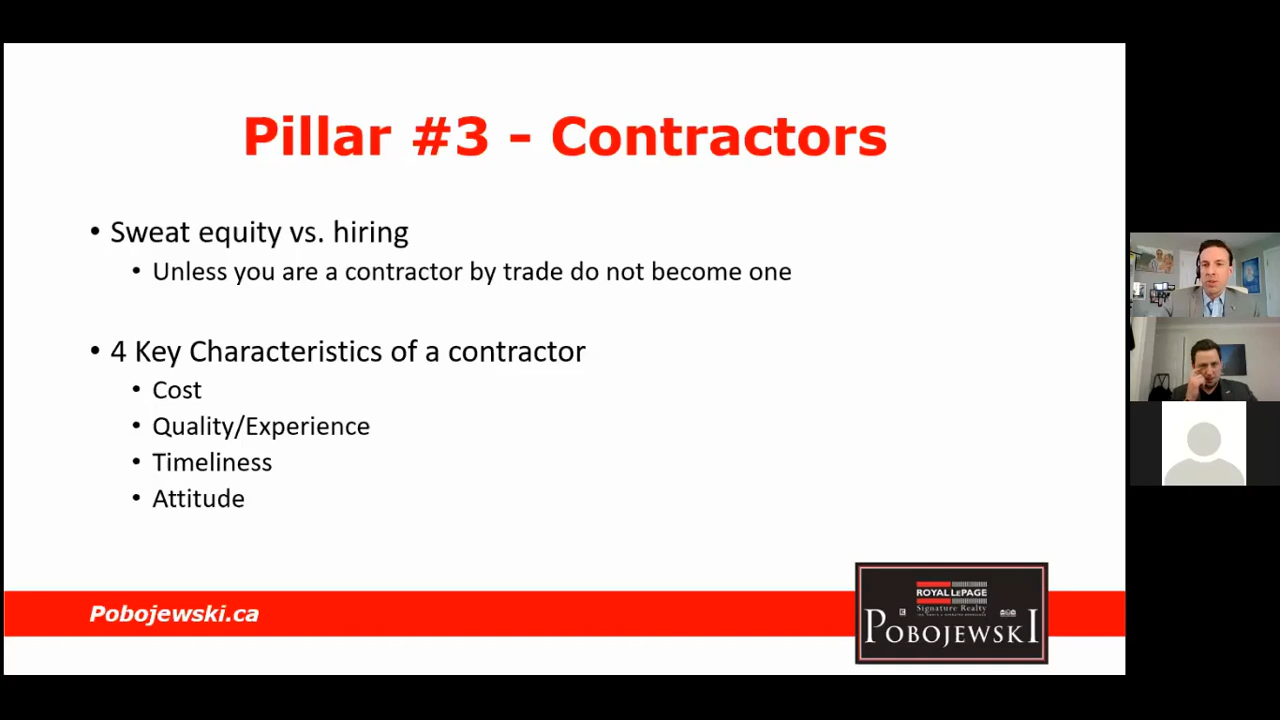 Pillar #3 - Contractors
• Sweat equity vs. hiring
• Unless you are a contractor by trade do not become one
• 4 Key Characteristics of a contractor
• Cost
• Quality/Experience
• Timeliness
• Attitude
Pobojewski.ca
ROYAL LEPAGE
Signature Realty
POBOJEWSKI